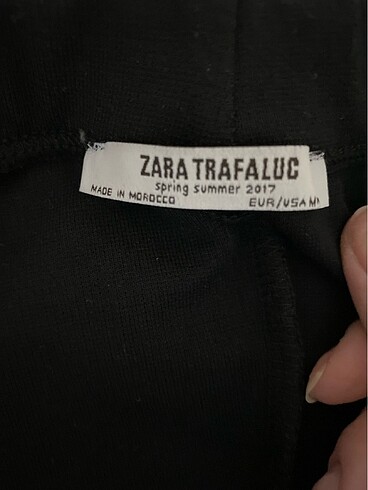 ZARA TRAFALUC
spring summer 2017
MADE IN MOROCCO
EUR/USA M